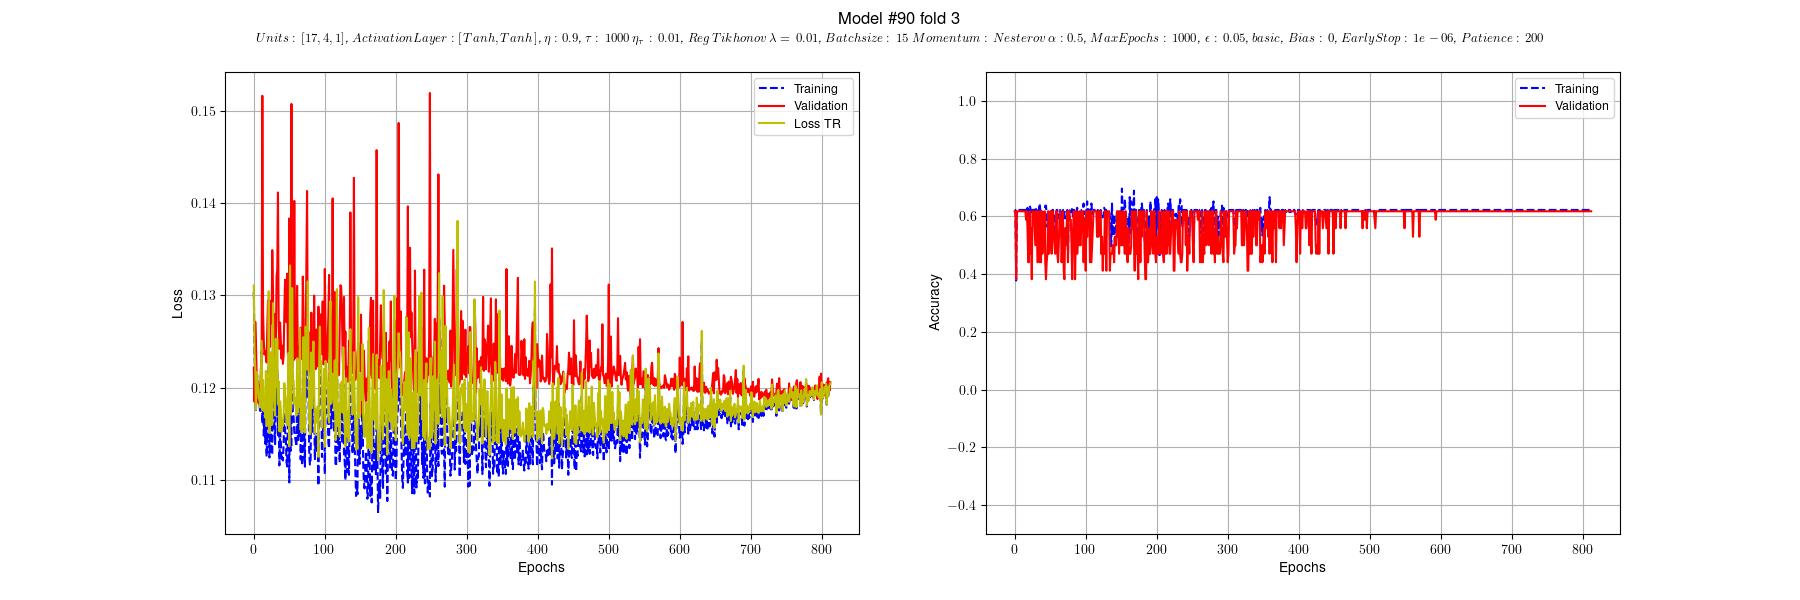 Model #90 fold 3
Units : [17, 4, 1], ActivationLayer : [Tanh, Tanh], η : 0.9, τ : 1000 η_τ : 0.01, Reg Tikhonov λ = 0.01, Batchsize : 15 Momentum : Nesterov α : 0.5, MaxEpochs : 1000, ϵ : 0.05, basic, Bias : 0, EarlyStop : 1e − 06, Patience : 200
Loss
0.15
0.14
0.13
0.12
0.11
Training
Validation
Loss TR
0 100 200 300 400 500 600 700 800
Epochs
Accuracy
1.0
0.8
0.6
0.4
0.2
0.0
−0.2
−0.4
Training
Validation
0 100 200 300 400 500 600 700 800
Epochs